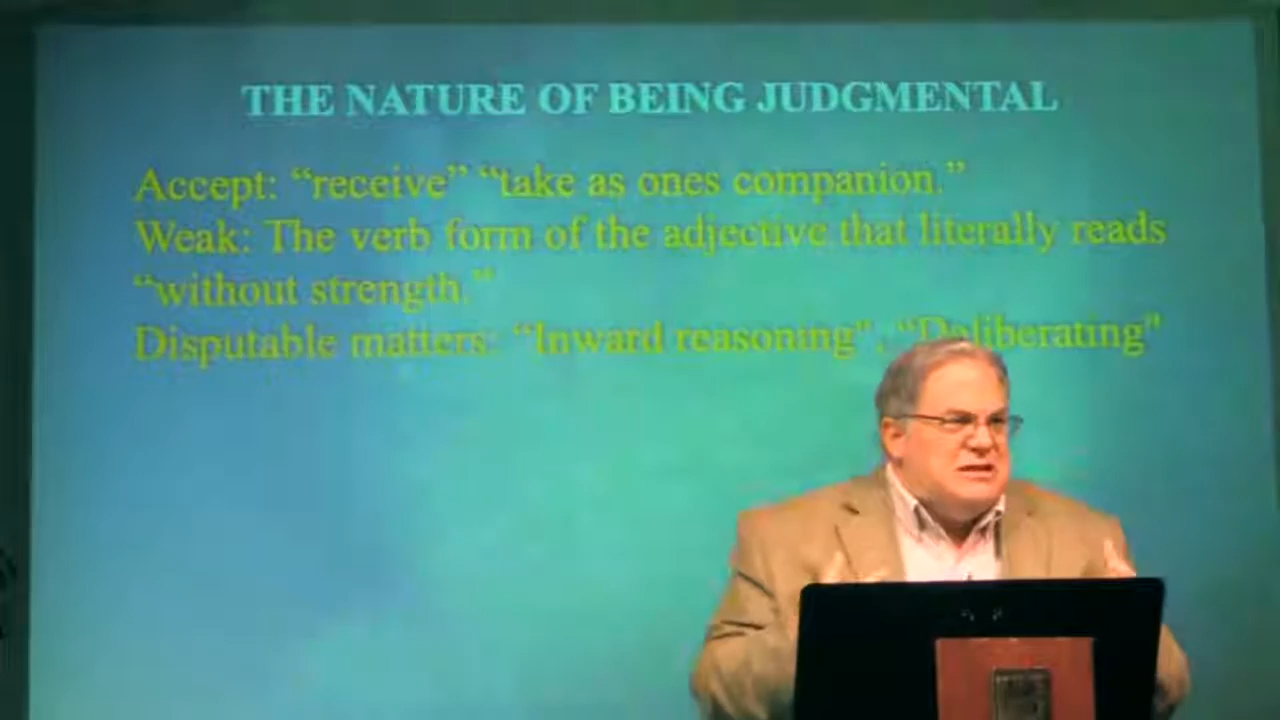 THE NATURE OF BEING JUDGMENTAL
Accept: “receive” “take as ones companion.”
Weak: The verb form of the adjective that literally reads
“without strength.”
Disputable matters: “Inward reasoning”, “Deliberating”